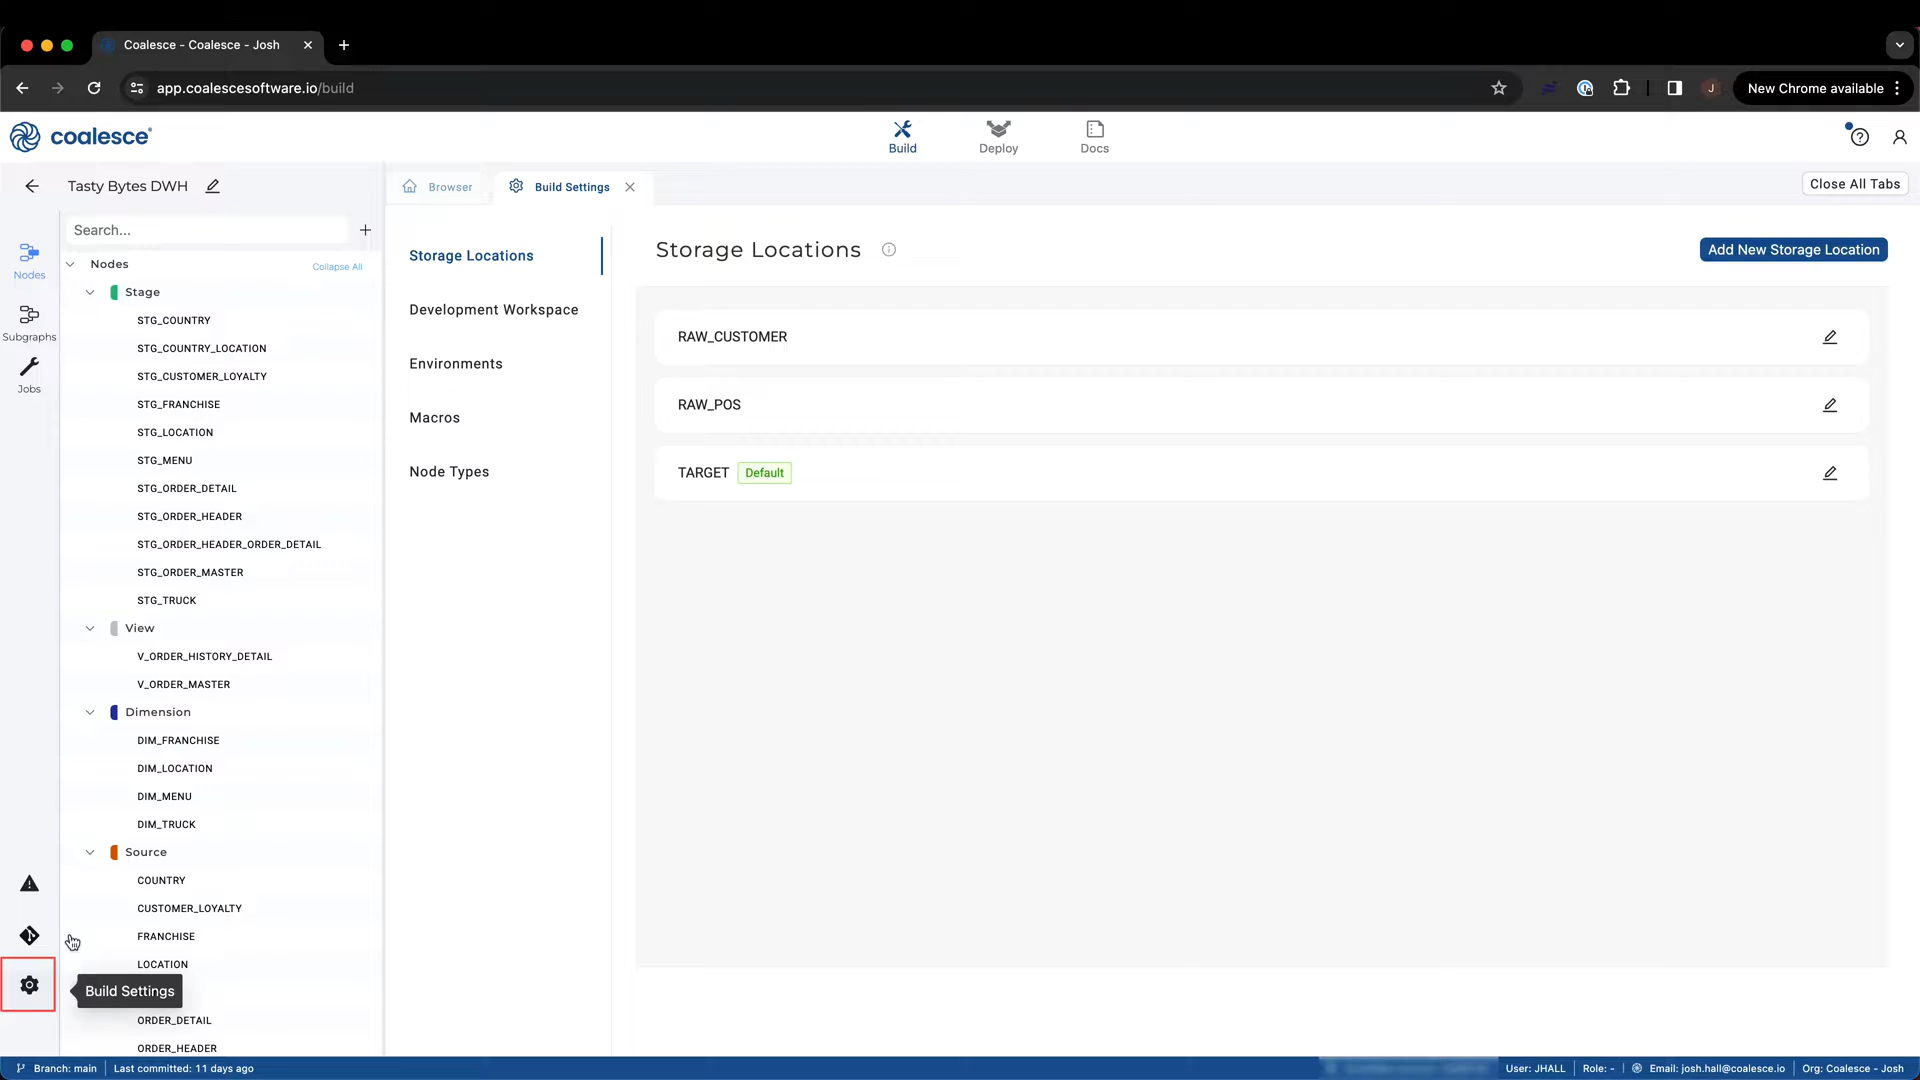 Coalesce - Coalesce - Josh
app.coalescesoftware.io/build
J
New Chrome available
coalesce
Build
Deploy
Docs
Tasty Bytes DWH
Browser
Build Settings
Close All Tabs
Search...
Nodes
Subgraphs
Jobs
Nodes
Collapse All
Stage
STG_COUNTRY
STG_COUNTRY_LOCATION
STG_CUSTOMER_LOYALTY
STG_FRANCHISE
STG_LOCATION
STG_MENU
STG_ORDER_DETAIL
STG_ORDER_HEADER
STG_ORDER_HEADER_ORDER_DETAIL
STG_ORDER_MASTER
STG_TRUCK
View
V_ORDER_HISTORY_DETAIL
V_ORDER_MASTER
Dimension
DIM_FRANCHISE
DIM_LOCATION
DIM_MENU
DIM_TRUCK
Source
COUNTRY
CUSTOMER_LOYALTY
FRANCHISE
LOCATION
Build Settings
ORDER_DETAIL
ORDER_HEADER
Storage Locations
Development Workspace
Environments
Macros
Node Types
Storage Locations
Add New Storage Location
RAW_CUSTOMER
RAW_POS
TARGET Default
Branch: main
Last committed: 11 days ago
User: JHALL
Role: -
Email: josh.hall@coalesce.io
Org: Coalesce - Josh